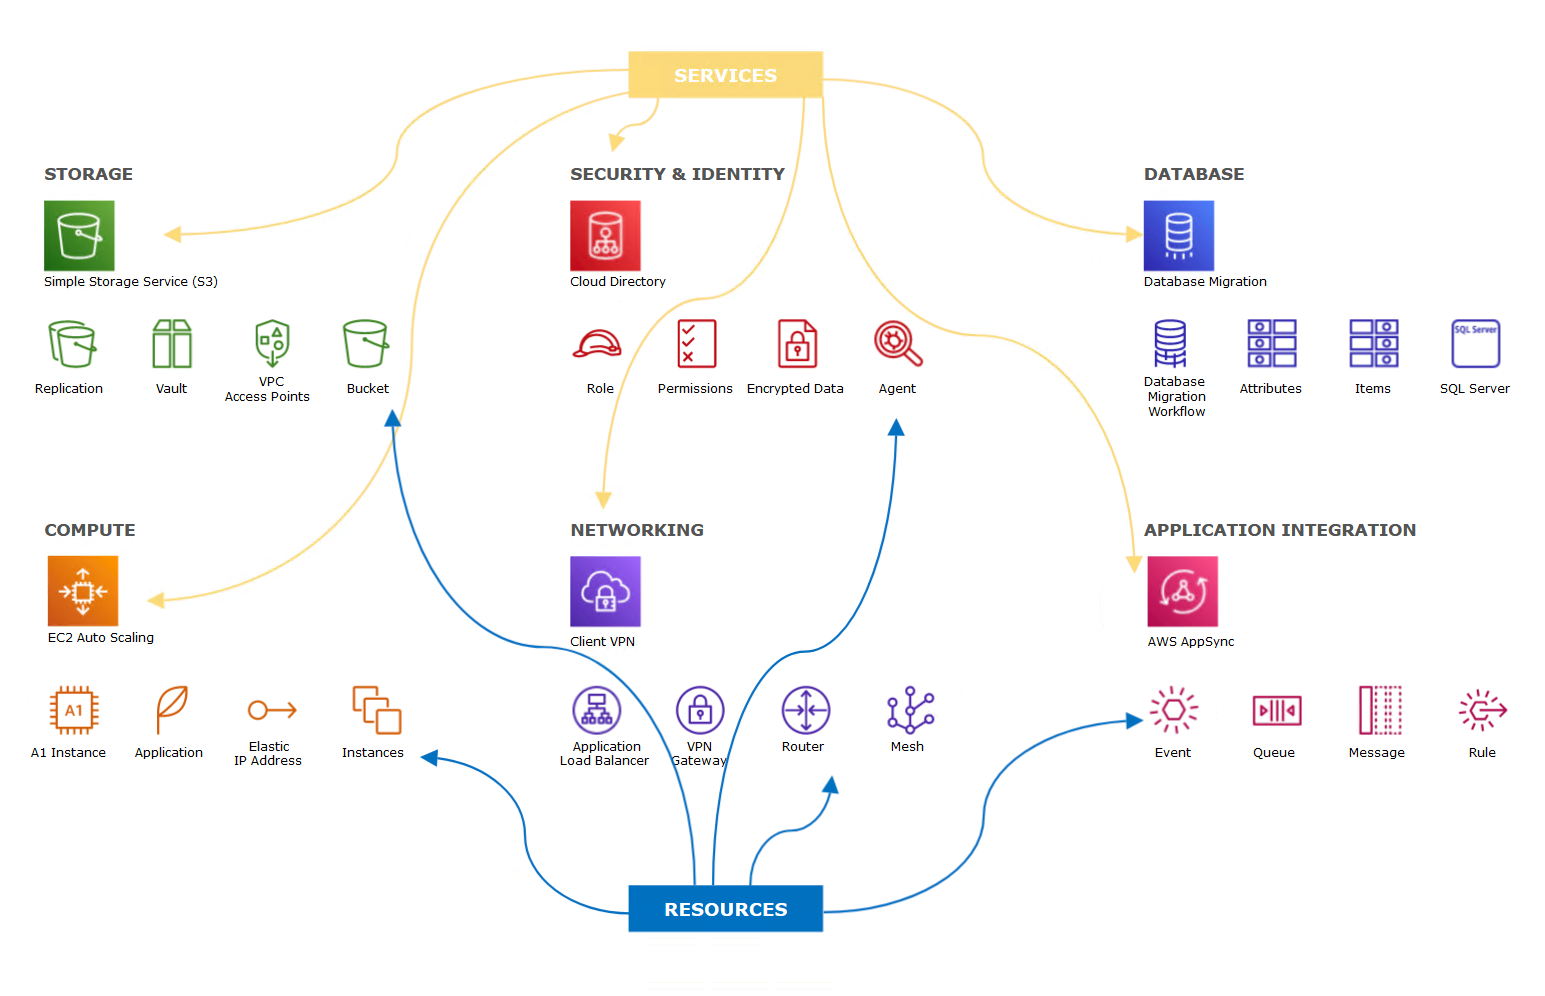 SERVICES
STORAGE
SECURITY & IDENTITY
DATABASE
Simple Storage Service (S3)
Cloud Directory
Database Migration
SQL Server
Replication
Vault
VPC
Access Points
Bucket
Role
Permissions
Encrypted Data
Agent
Database
Migration
Workflow
Attributes
Items
SQL Server
COMPUTE
NETWORKING
APPLICATION INTEGRATION
EC2 Auto Scaling
Client VPN
AWS AppSync
A1
A1 Instance
Application
Elastic
IP Address
Instances
Application
Load Balancer
VPN
Gateway
Router
Mesh
Event
Queue
Message
Rule
RESOURCES